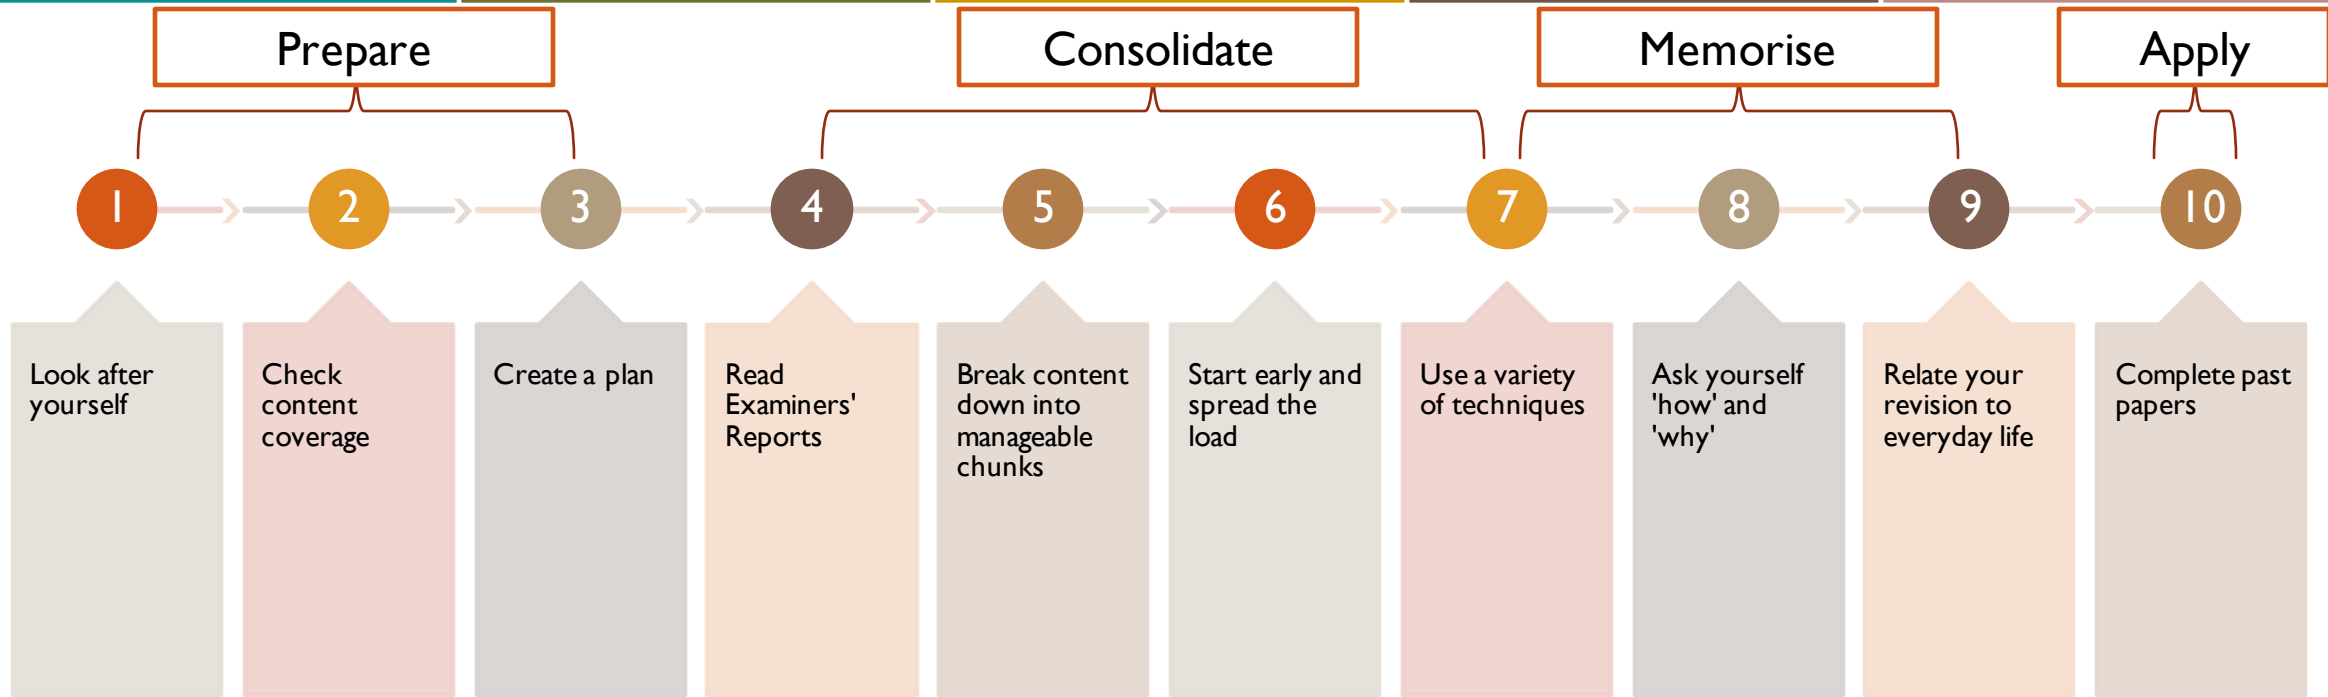 Prepare
Consolidate
Memorise
Apply
1
2
3
4
5
6
7
8
9
10
Look after
yourself
Check
content
coverage
Create a plan
Read
Examiners'
Reports
Break content
down into
manageable
chunks
Start early and
spread the
load
Use a variety
of techniques
Ask yourself
'how' and
'why'
Relate your
revision to
everyday life
Complete past
papers